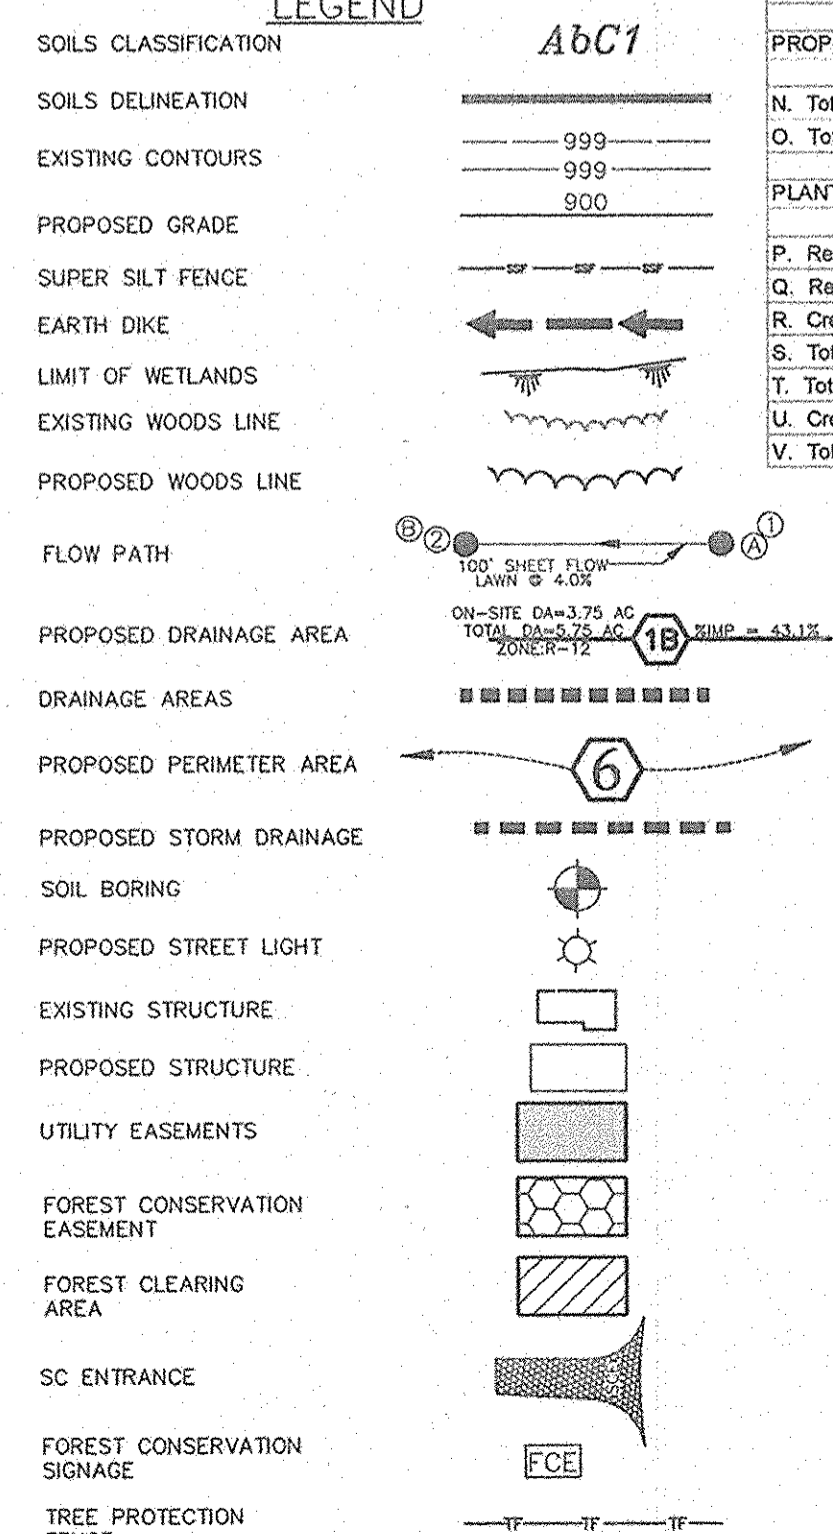 LEGEND
SOILS CLASSIFICATION AbC1
SOILS DELINEATION
EXISTING CONTOURS 999
999
PROPOSED GRADE 900
SUPER SILT FENCE SSF SSF SSF
EARTH DIKE
LIMIT OF WETLANDS
EXISTING WOODS LINE
PROPOSED WOODS LINE
FLOW PATH B 2 A 1
100' SHEET FLOW
LAWN @ 4.0%
PROPOSED DRAINAGE AREA
ON-SITE DA=3.75 AC
TOTAL DA=5.75 AC 1B %IMP = 43.1%
ZONE:R-12
DRAINAGE AREAS
PROPOSED PERIMETER AREA 6
PROPOSED STORM DRAINAGE
SOIL BORING
PROPOSED STREET LIGHT
EXISTING STRUCTURE
PROPOSED STRUCTURE
UTILITY EASEMENTS
FOREST CONSERVATION
EASEMENT
FOREST CLEARING
AREA
SC ENTRANCE SCE
FOREST CONSERVATION
SIGNAGE FCE
TREE PROTECTION TF TF TF
PROP
N. Tot
O. Tot
PLANT
P. Re
Q. Re
R. Cre
S. Tot
T. Tot
U. Cre
V. Tot